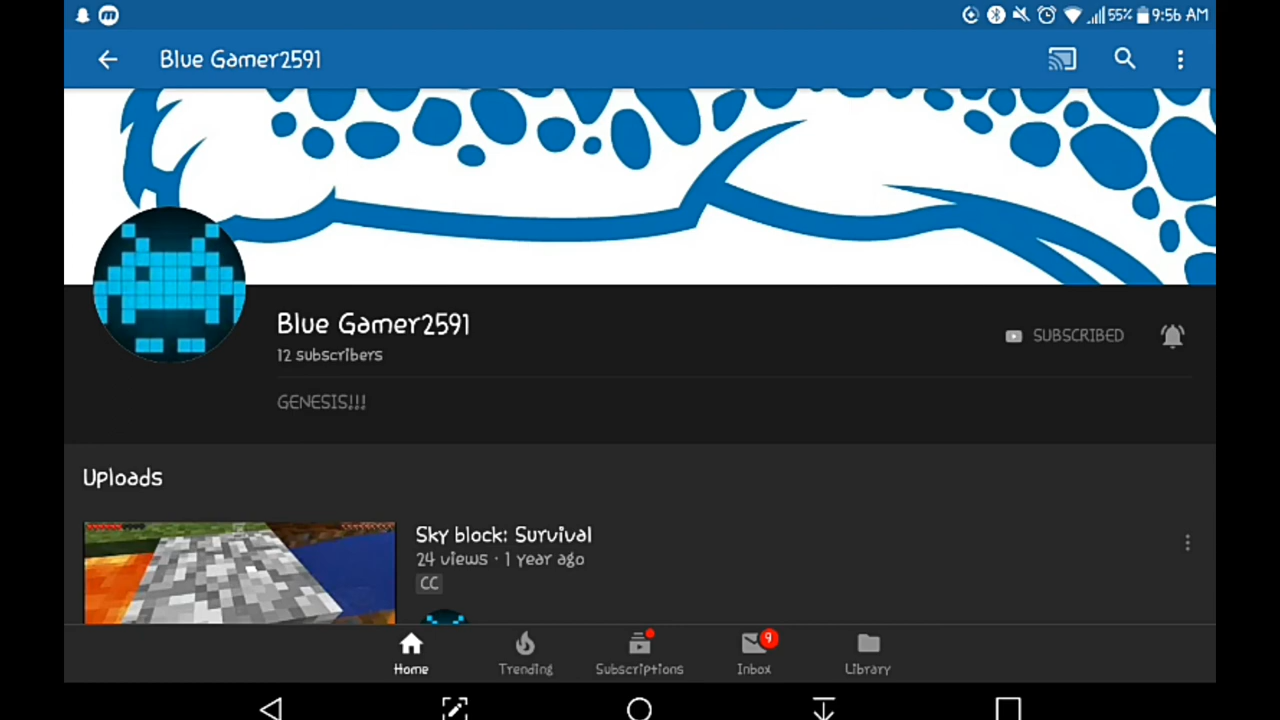 55% 9:56 AM
Blue Gamer2591
Blue Gamer2591
12 subscribers
SUBSCRIBED
GENESIS!!!
Uploads
Sky block: Survival
24 views · 1 year ago
CC
9
Home Trending Subscriptions Inbox Library